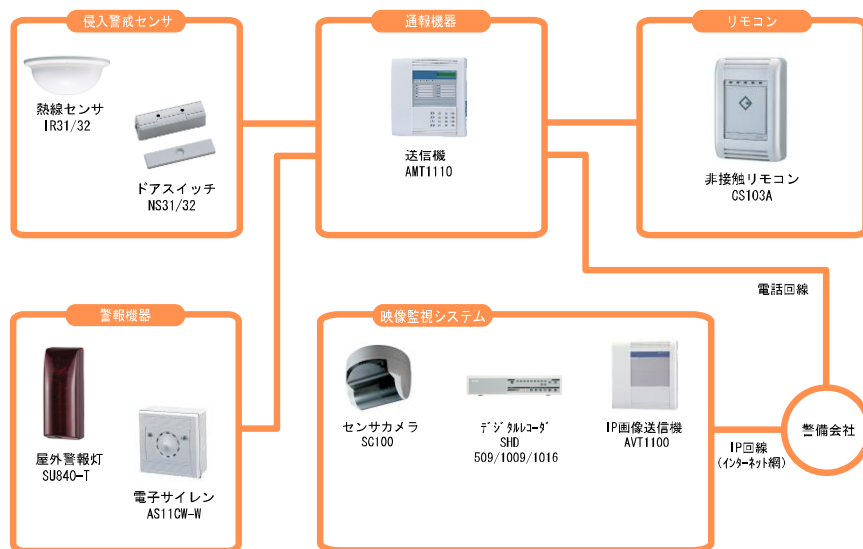 侵入警戒センサ
熱線センサ
IR31/32
ドアスイッチ
NS31/32
通報機器
送信機
AMT1110
リモコン
非接触リモコン
CS103A
電話回線
警報機器
屋外警報灯
SU840-T
電子サイレン
AS11CW-W
映像監視システム
センサカメラ
SC100
ﾃﾞｼﾞﾀﾙﾚｺｰﾀﾞ
SHD
509/1009/1016
IP画像送信機
AVT1100
IP回線
(ｲﾝﾀｰﾈｯﾄ網)
警備会社